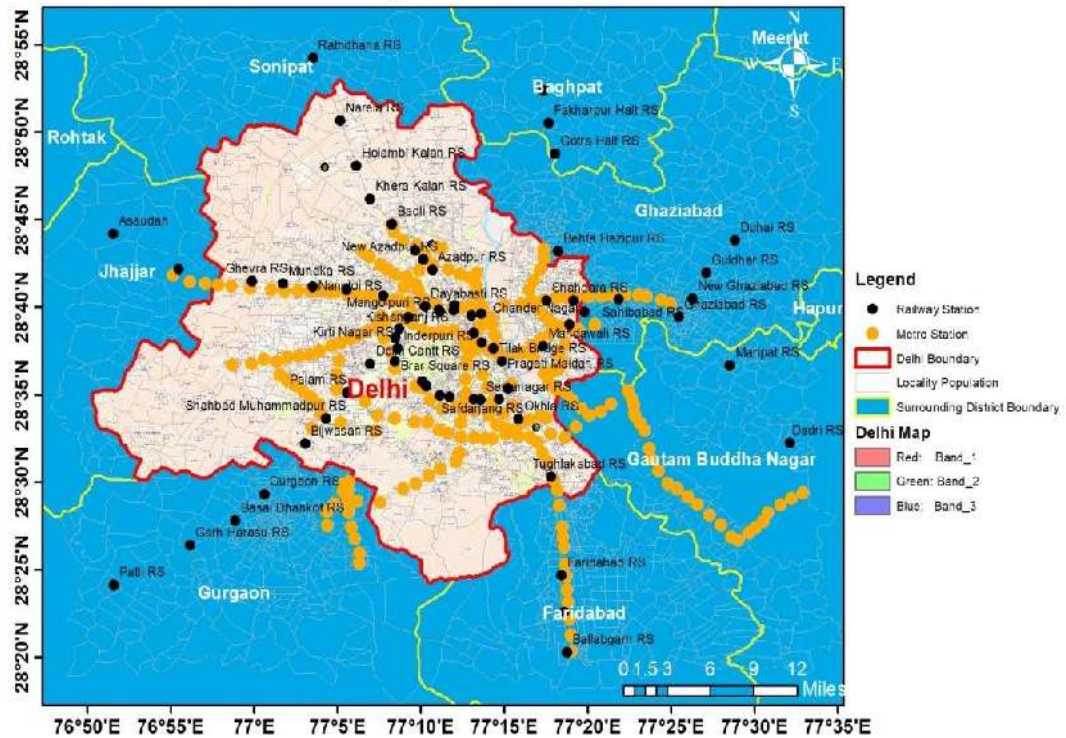 28°55'N
28°50'N
28°45'N
28°40'N
28°35'N
28°30'N
28°25'N
28°20'N
Meerut
N
W E
S
Rathdhana RS
Sonipat
Baghpat
Fakharpur Halt RS
Gotra Halt RS
Rohtak
Narela RS
Holambi Kalan RS
Khera Kalan RS
Badli RS
Ghaziabad
Asaudah
Duhai RS
Behta Hazipur RS
New Azadpur RS
Azadpur RS
Jhajjar
Guldhar RS
Ghevra RS
Mundka RS
Nangloi RS
Shahdara RS
New Ghaziabad RS
Ghaziabad RS
Hapur
Mangolpuri RS
Dayabasti RS
Chander Nagar
Sahibabad RS
Kishanganj RS
Kirti Nagar RS
Inderpuri RS
Mandawali RS
Delhi Cantt RS
Tilak Bridge RS
Maripat RS
Brar Square RS
Pragati Maidan RS
Palam RS
Delhi
Sewanagar RS
Shahbad Muhammadpur RS
Safdarjang RS
Okhla RS
Bijwasan RS
Dadri RS
Tughlakabad RS
Gautam Buddha Nagar
Gurgaon RS
Basai Dhankot RS
Garh Harasu RS
Patli RS
Gurgaon
Faridabad RS
Faridabad
Ballabgarh RS
0 1.5 3 6 9 12
Miles
76°50'E 76°55'E 77°0'E 77°5'E 77°10'E 77°15'E 77°20'E 77°25'E 77°30'E 77°35'E
Legend
Railway Station
Metro Station
Delhi Boundary
Locality Population
Surrounding District Boundary
Delhi Map
Red: Band_1
Green: Band_2
Blue: Band_3